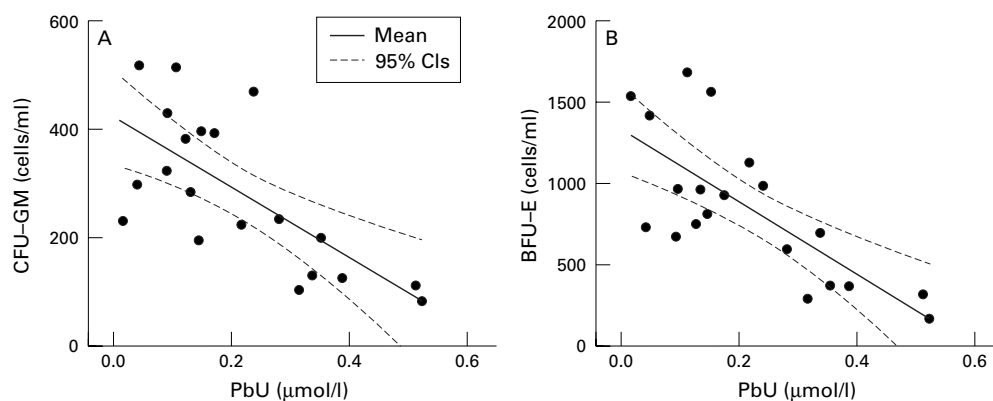 A
Mean
95% CIs
600
400
200
0
CFU–GM (cells/ml)
0.0 0.2 0.4 0.6
PbU (μmol/l)
B
2000
1500
1000
500
0
BFU–E (cells/ml)
0.0 0.2 0.4 0.6
PbU (μmol/l)